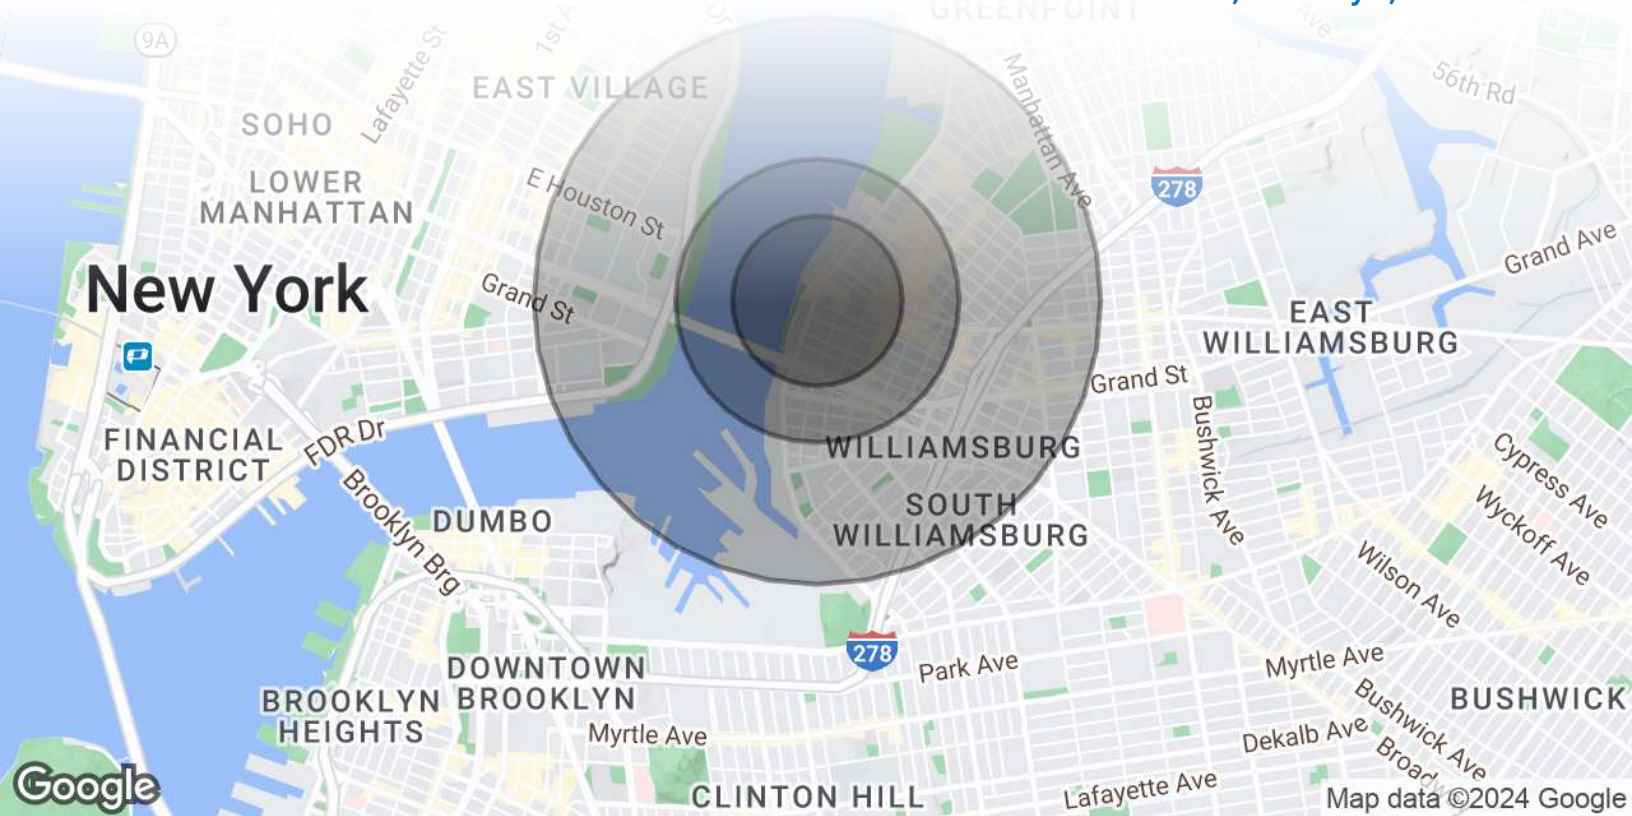 GREENPOINT
9A
Lafayette St
1st A
Dr
Ave
EAST VILLAGE
Manhattan Ave
56th Rd
SOHO
LOWER
MANHATTAN
E Houston St
278
Grand Ave
New York
Grand St
EAST
WILLIAMSBURG
Grand St
Bushwick Ave
FINANCIAL
DISTRICT
FDR Dr
WILLIAMSBURG
Cypress Ave
Brooklyn Brg
DUMBO
SOUTH
WILLIAMSBURG
Wyckoff Ave
Wilson Ave
278
DOWNTOWN
BROOKLYN
Park Ave
Myrtle Ave
BROOKLYN
HEIGHTS
Bushwick Ave
BUSHWICK
Myrtle Ave
Dekalb Ave
Broadway
CLINTON HILL
Lafayette Ave
Google
Map data ©2024 Google